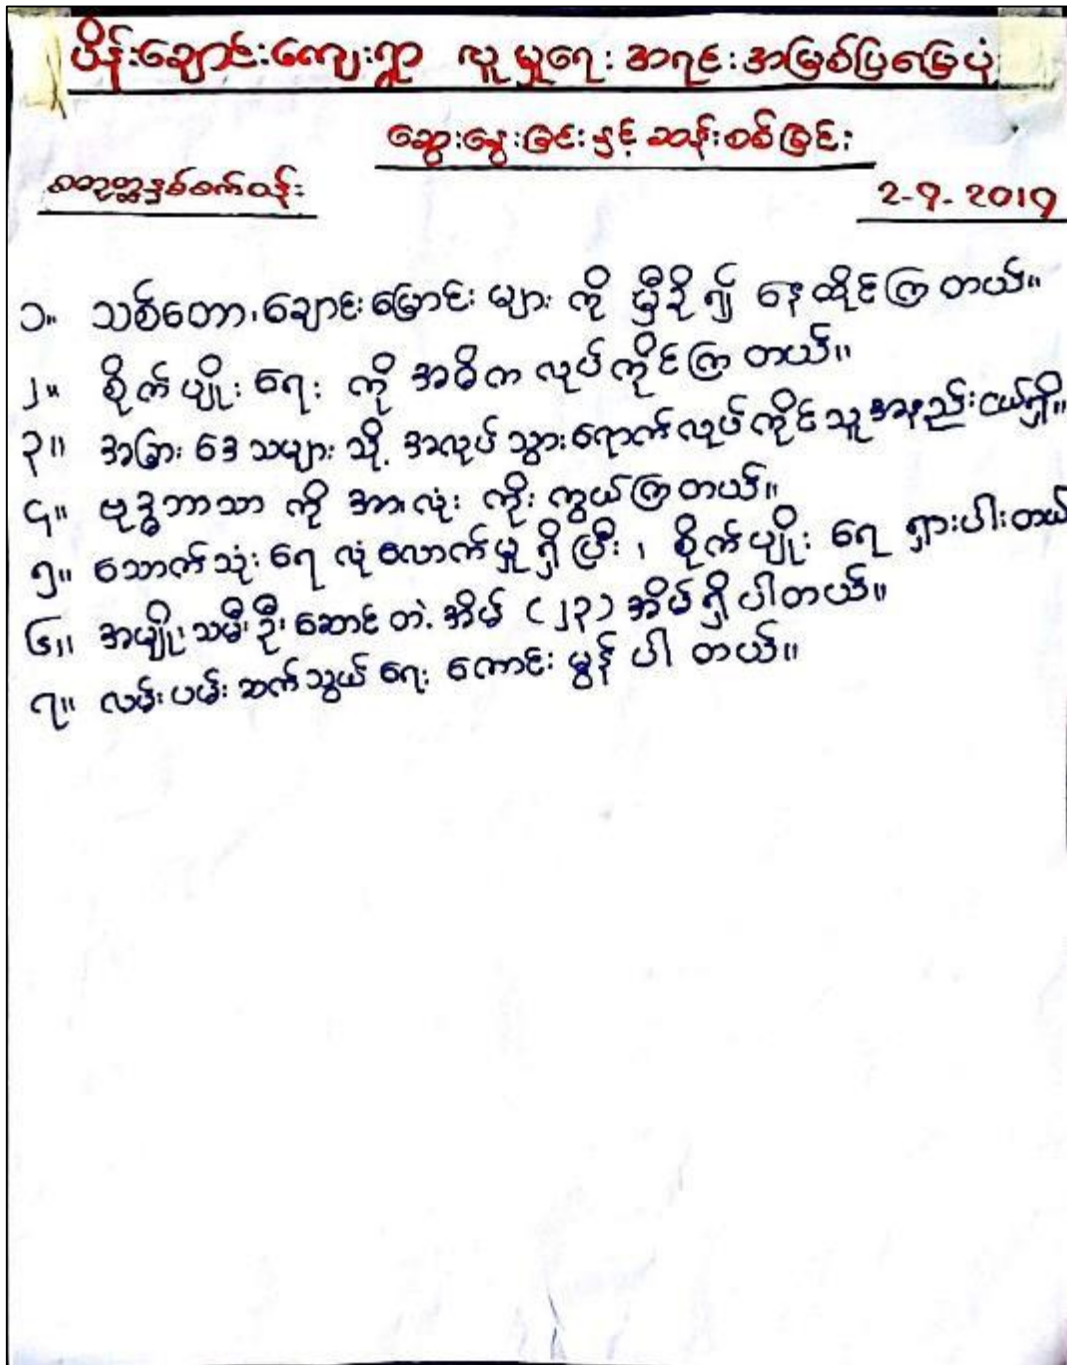 ပိန်းချောင်းကျေးရွာ လူမှုရေး အရင်းအမြစ်ပြမြေပုံ
ဆွေးနွေးခြင်းနှင့် ဆန်းစစ်ခြင်း
စတုတ္ထနှစ်စက်ဝန်း
2-9-2019
၁။ သစ်တော၊ ချောင်းမြောင်း များ ကို မှီခို ၍ နေထိုင်ကြ တယ်။
၂။ စိုက်ပျိုး ရေး ကို အဓိက လုပ်ကိုင်ကြ တယ်။
၃။ အခြား ဒေသများ သို့ အလုပ် သွားရောက် လုပ်ကိုင် သူ အနည်းငယ်ရှိ။
၄။ ဗုဒ္ဓဘာသာ ကို အားလုံး ကိုး ကွယ်ကြတယ်။
၅။ သောက်သုံး ရေ လုံလောက်မှု ရှိပြီး ၊ စိုက်ပျိုး ရေ ရှားပါးတယ်
၆။ အမျိုးသမီးဦးဆောင် တဲ့ အိမ် (၂၃) အိမ်ရှိ ပါတယ်။
၇။ လမ်းပမ်း ဆက်သွယ် ရေး ကောင်း မွန် ပါ တယ်။